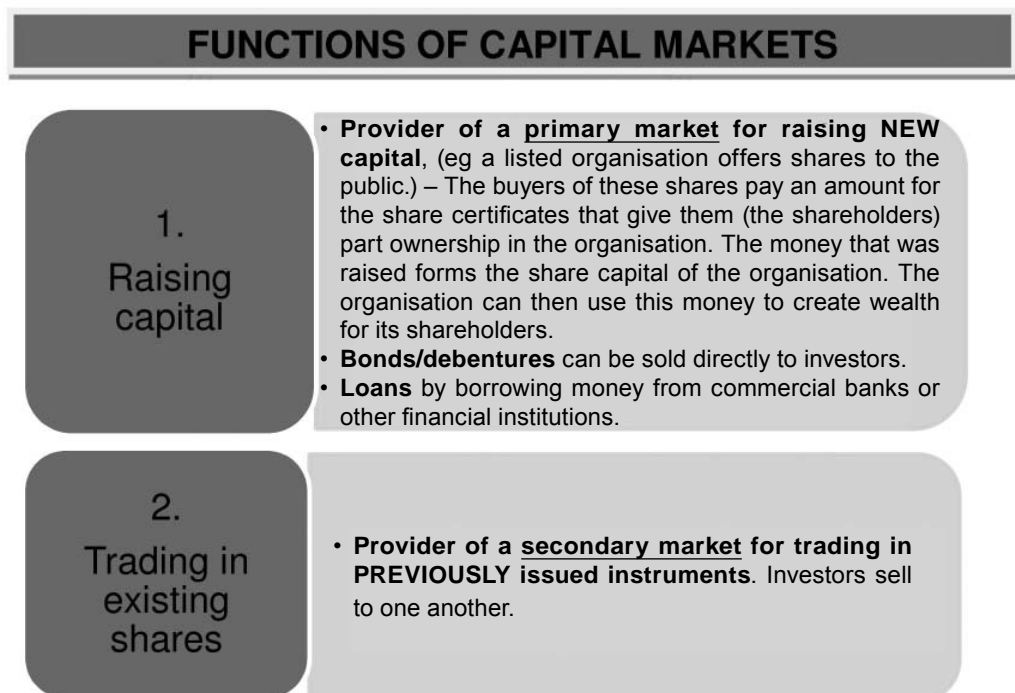 FUNCTIONS OF CAPITAL MARKETS
1.
Raising
capital
• Provider of a primary market for raising NEW
capital, (eg a listed organisation offers shares to the
public.) – The buyers of these shares pay an amount for
the share certificates that give them (the shareholders)
part ownership in the organisation. The money that was
raised forms the share capital of the organisation. The
organisation can then use this money to create wealth
for its shareholders.
• Bonds/debentures can be sold directly to investors.
• Loans by borrowing money from commercial banks or
other financial institutions.
2.
Trading in
existing
shares
• Provider of a secondary market for trading in
PREVIOUSLY issued instruments. Investors sell
to one another.